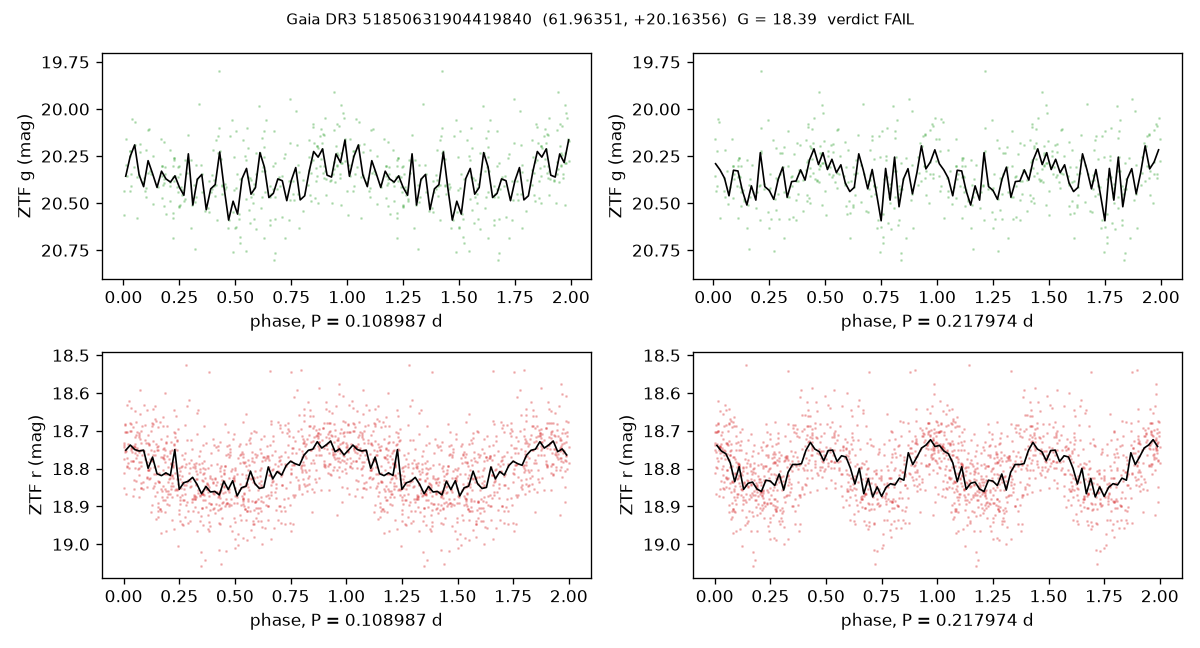 Gaia DR3 51850631904419840 (61.96351, +20.16356) G = 18.39 verdict FAIL
19.75
20.00
20.25
20.50
20.75
ZTF g (mag)
0.00 0.25 0.50 0.75 1.00 1.25 1.50 1.75 2.00
phase, P = 0.108987 d
19.75
20.00
20.25
20.50
20.75
ZTF g (mag)
0.00 0.25 0.50 0.75 1.00 1.25 1.50 1.75 2.00
phase, P = 0.217974 d
18.5
18.6
18.7
18.8
18.9
19.0
ZTF r (mag)
0.00 0.25 0.50 0.75 1.00 1.25 1.50 1.75 2.00
phase, P = 0.108987 d
18.5
18.6
18.7
18.8
18.9
19.0
ZTF r (mag)
0.00 0.25 0.50 0.75 1.00 1.25 1.50 1.75 2.00
phase, P = 0.217974 d